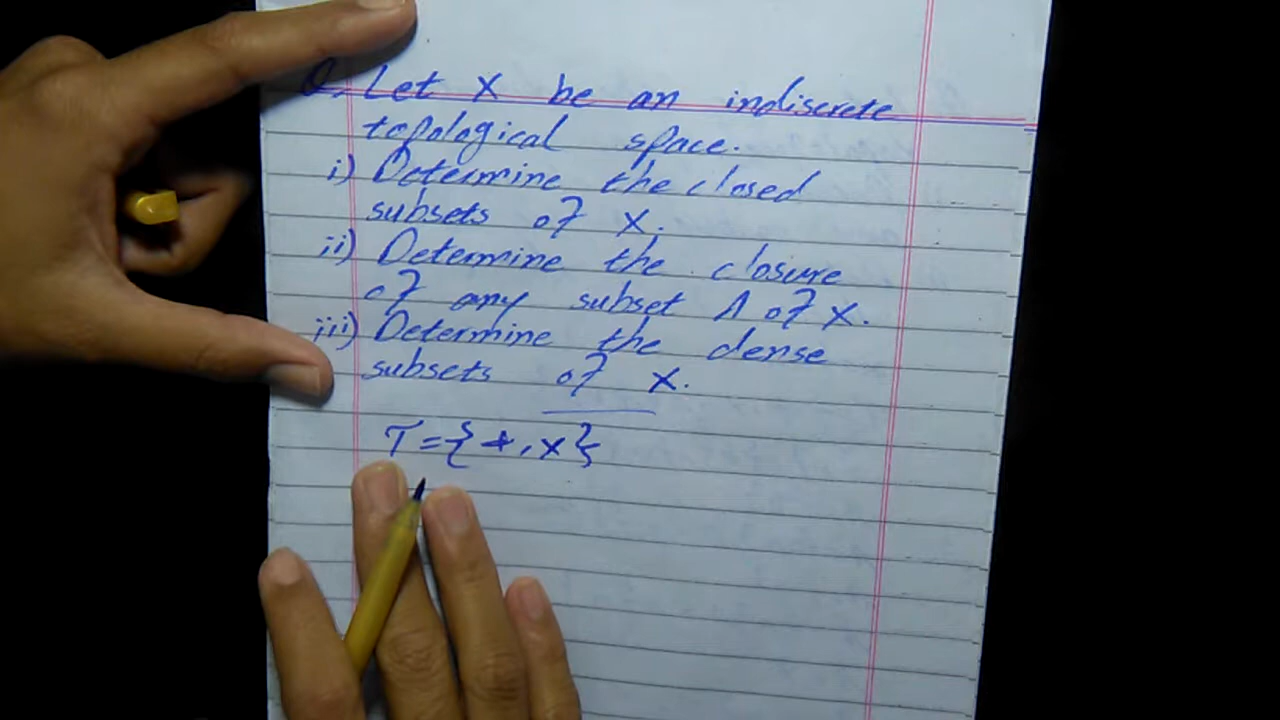 Q. Let X be an indiscrete
topological space.
i) Determine the closed
subsets of X.
ii) Determine the closure
of any subset A of X.
iii) Determine the dense
subsets of X.
τ={ϕ,X}